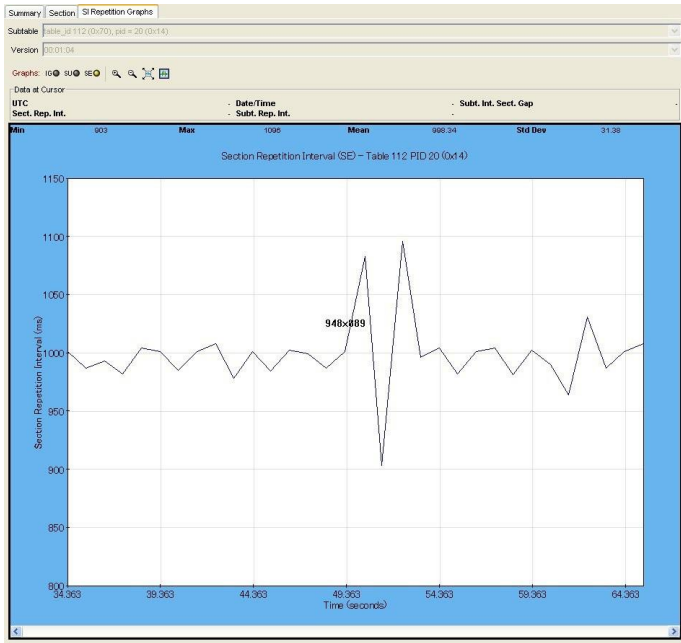 Summary Section SI Repetition Graphs
Subtable table_id 112 (0x70); pid = 20 (0x14)
Version 00:01:04
Graphs: IG SU SE
Data at Cursor
UTC - Date/Time - Subt. Int. Sect. Gap -
Sect. Rep. Int. - Subt. Rep. Int. -
Min 903 Max 1096 Mean 998.34 Std Dev 31.38
Section Repetition Interval (SE) - Table 112 PID 20 (0x14)
1150
1100
1050
948×889
1000
950
900
850
800
Section Repetition Interval (ms)
34.363 39.363 44.363 49.363 54.363 59.363 64.363
Time (seconds)